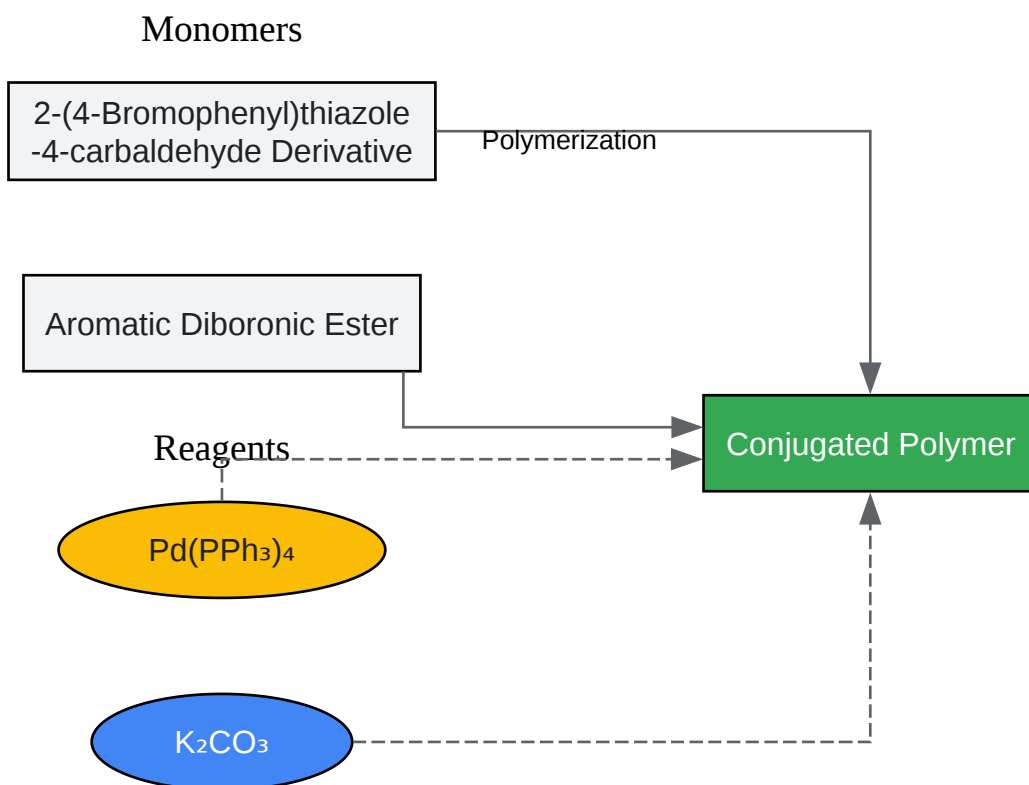 Monomers
2-(4-Bromophenyl)thiazole
-4-carbaldehyde Derivative
Polymerization
Aromatic Diboronic Ester
Conjugated Polymer
Reagents
Pd(PPh₃)₄
K₂CO₃